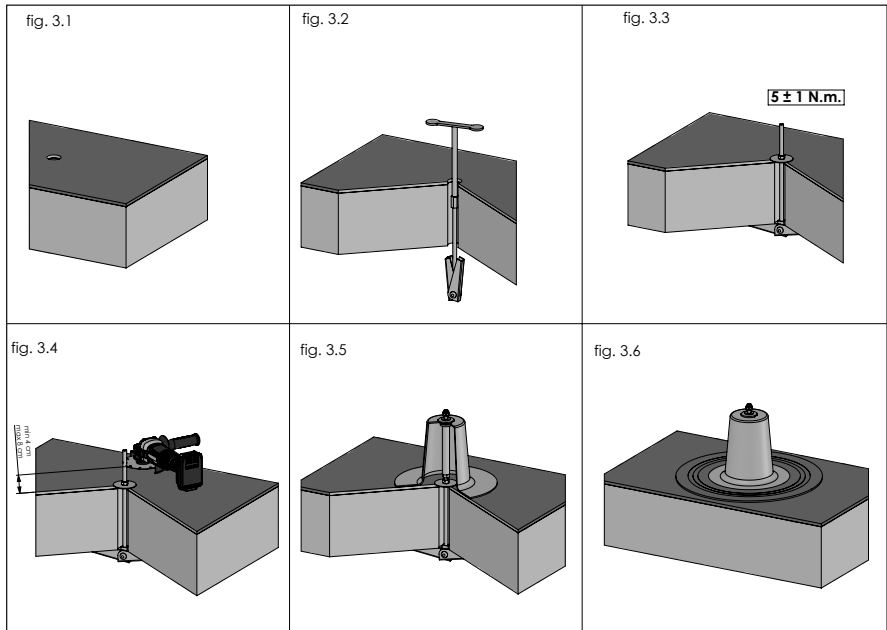 fig. 3.1
fig. 3.2
fig. 3.3
5 ± 1 N.m.
fig. 3.4
min 4 cm
max 8 cm
fig. 3.5
fig. 3.6